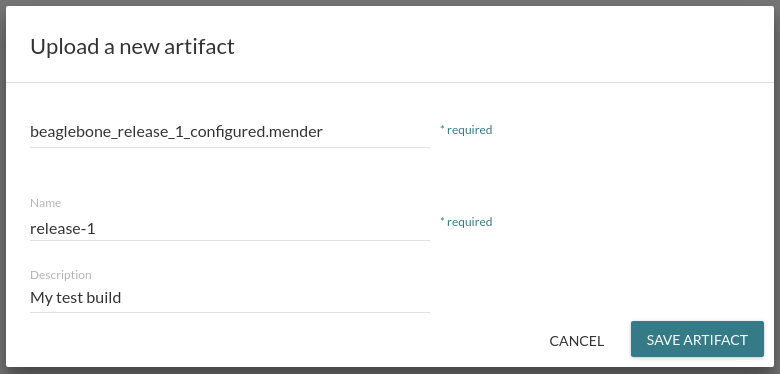 Upload a new artifact
beaglebone_release_1_configured.mender
* required
Name
release-1
* required
Description
My test build
CANCEL
SAVE ARTIFACT